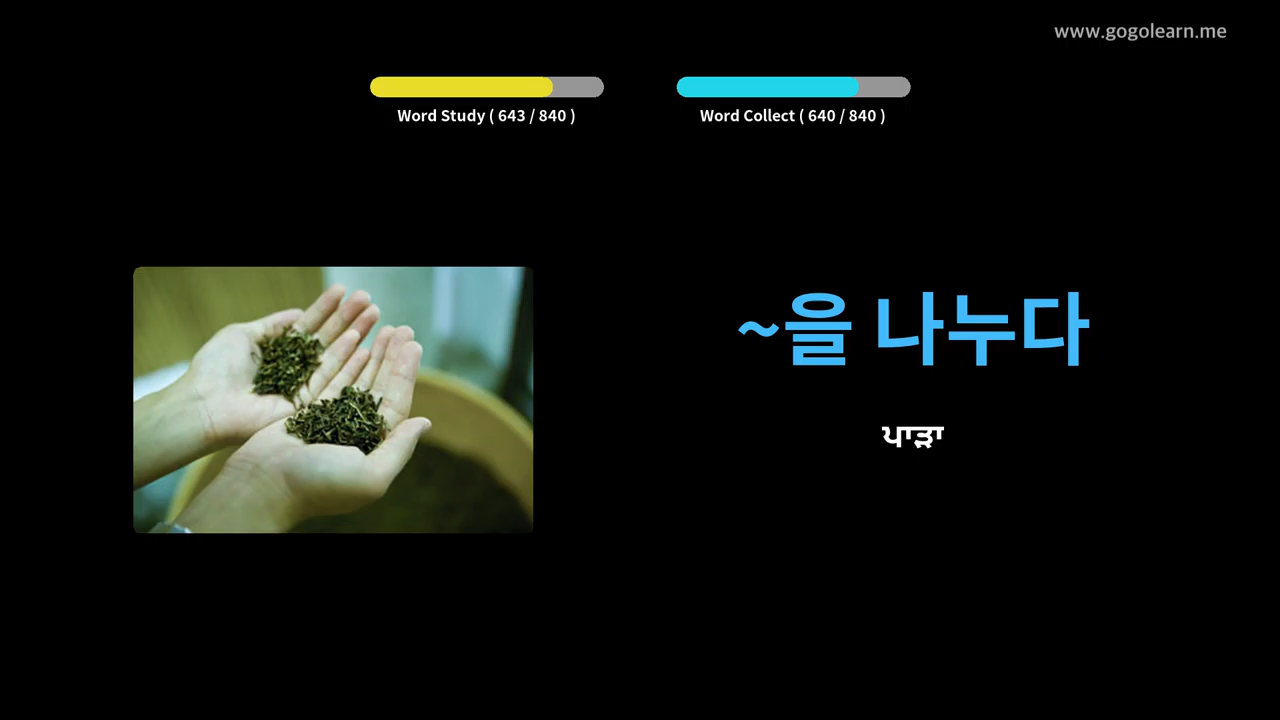 www.gogolearn.me
Word Study ( 643 / 840 )
Word Collect ( 640 / 840 )
~을 나누다
ਪਾੜਾ